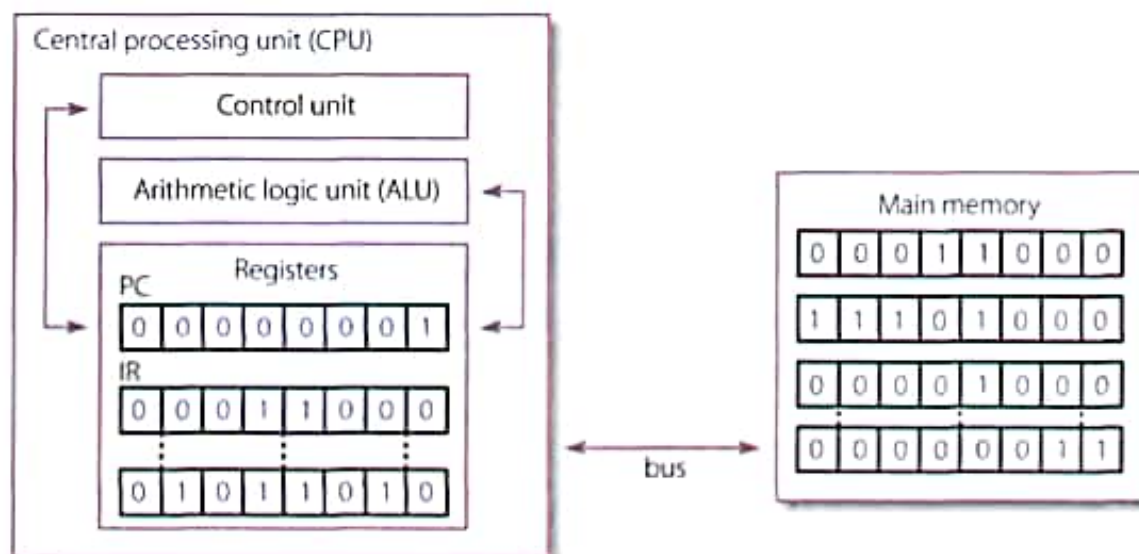 Central processing unit (CPU)
Control unit
Arithmetic logic unit (ALU)
Registers
PC
0 0 0 0 0 0 0 1
IR
0 0 0 1 1 0 0 0
0 1 0 1 1 0 1 0
bus
Main memory
0 0 0 1 1 0 0 0
1 1 1 0 1 0 0 0
0 0 0 0 1 0 0 0
0 0 0 0 0 0 1 1